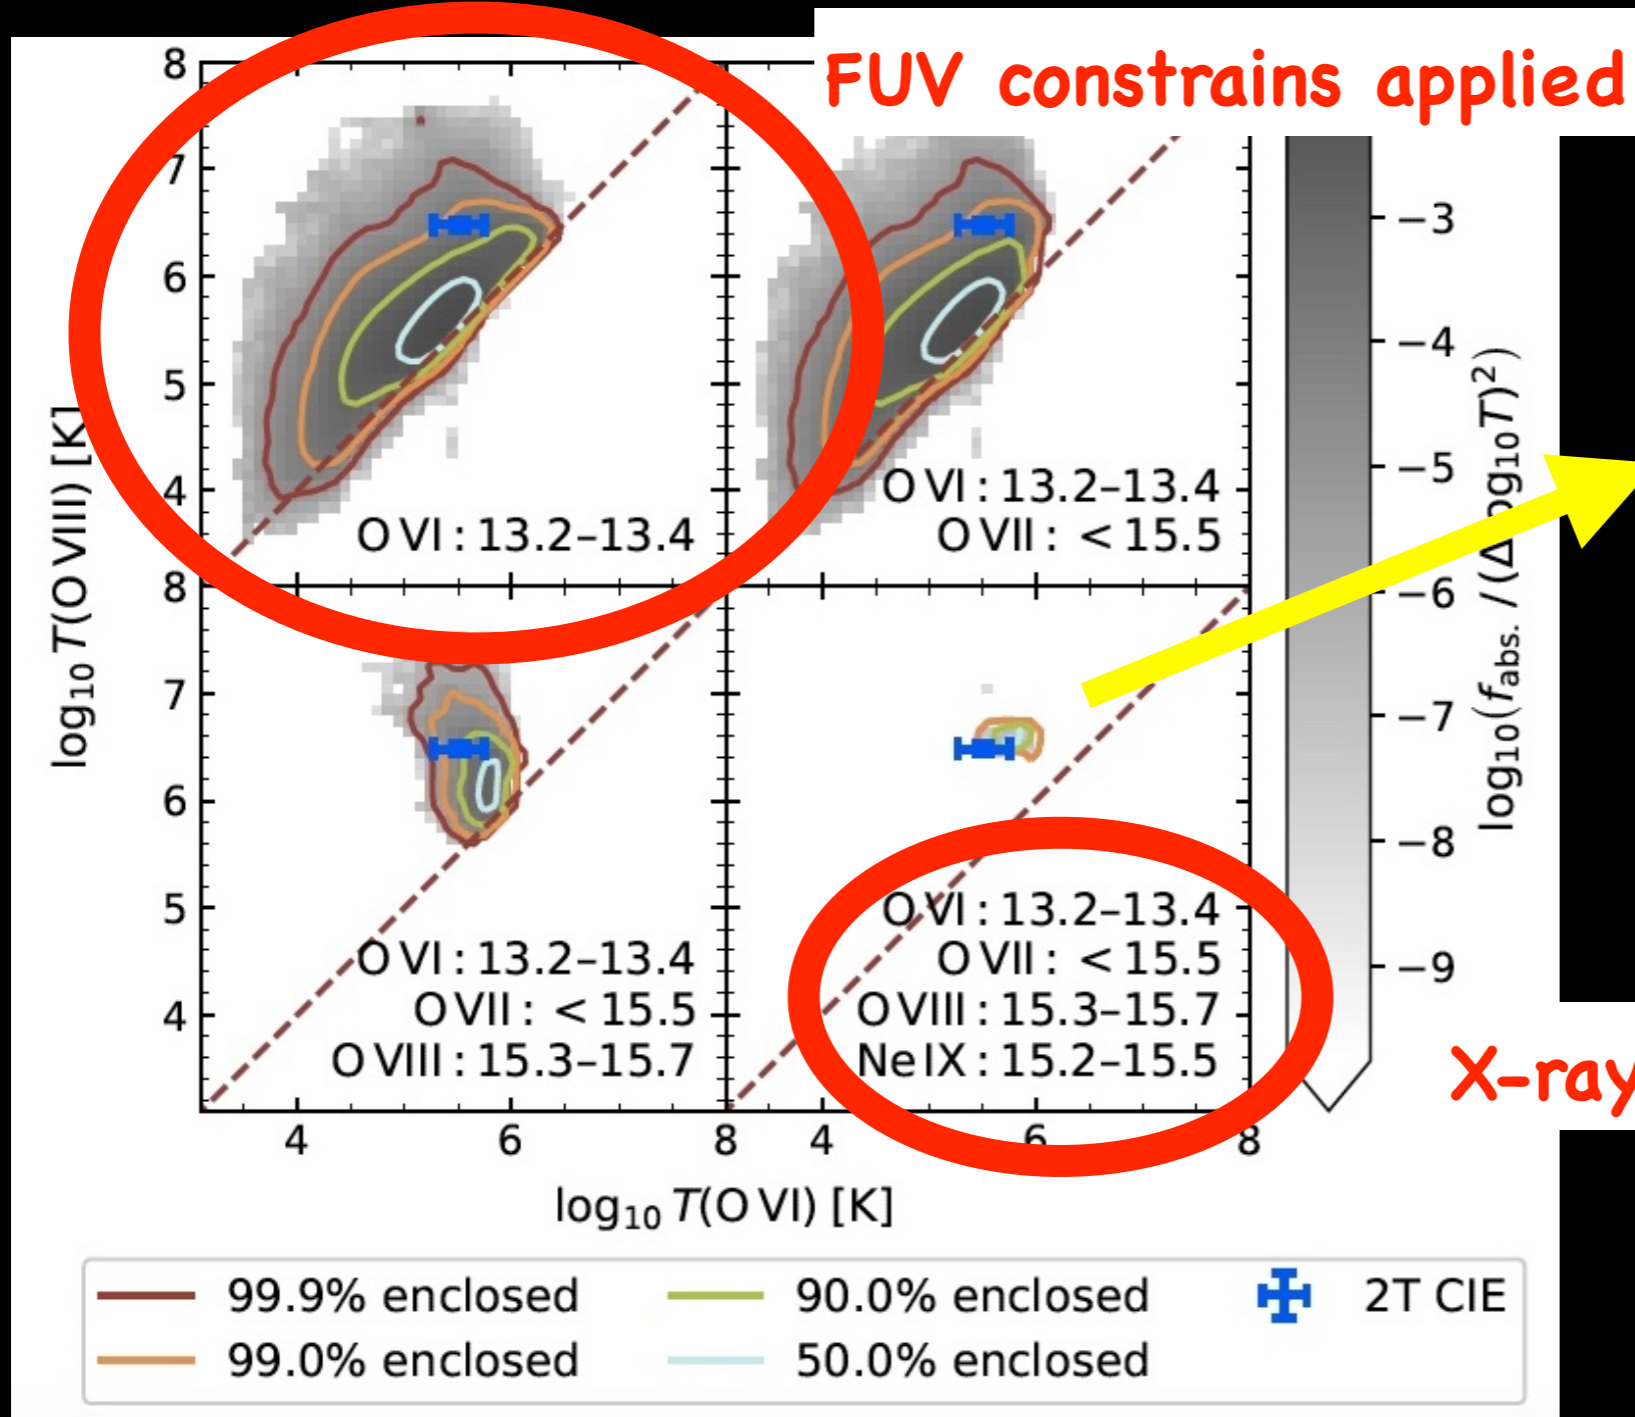 FUV constrains applied
8
7
6
5
4
log₁₀ T(O VIII) [K]
O VI : 13.2–13.4
O VI : 13.2–13.4
O VII : < 15.5
8
7
6
5
4
O VI : 13.2–13.4
O VII : < 15.5
O VIII : 15.3–15.7
O VI : 13.2–13.4
O VII : < 15.5
O VIII : 15.3–15.7
Ne IX : 15.2–15.5
4 6 8 4 6 8
log₁₀ T(O VI) [K]
−3
−4
−5
−6
−7
−8
−9
log₁₀(f_abs. / (Δ log₁₀ T)²)
X-ray
99.9% enclosed
99.0% enclosed
90.0% enclosed
50.0% enclosed
2T CIE